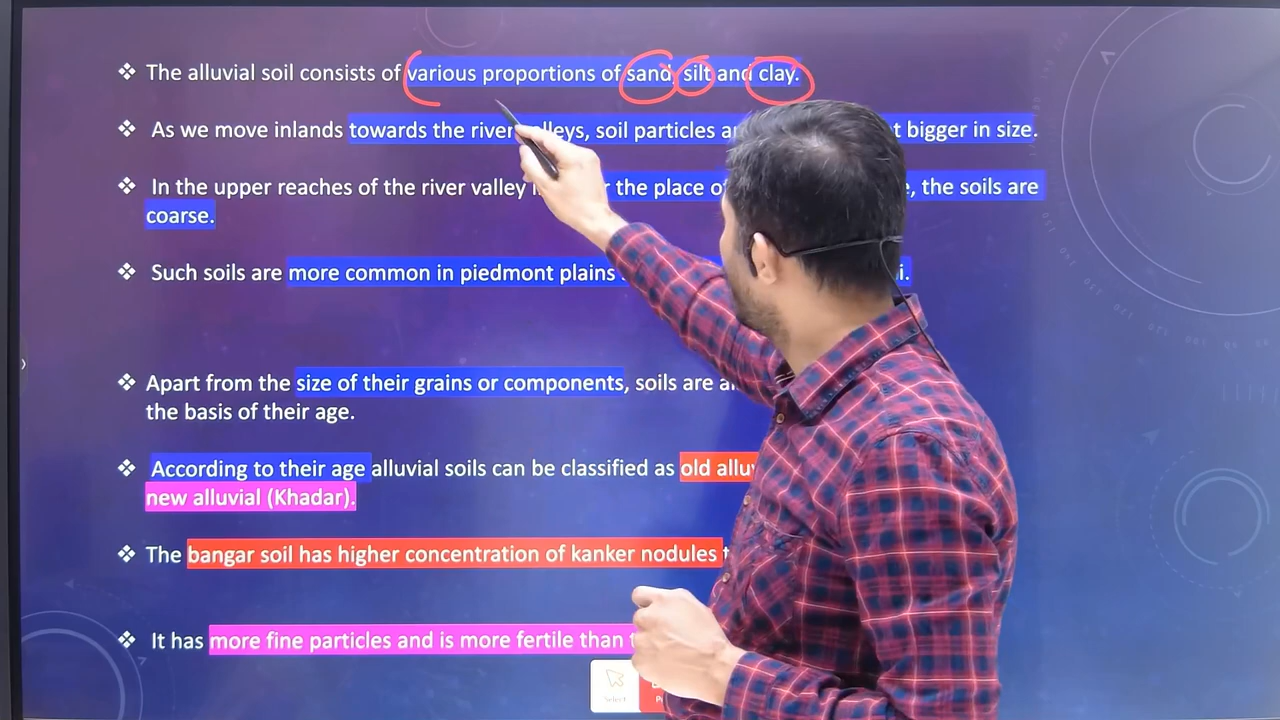 ❖ The alluvial soil consists of various proportions of sand, silt and clay.
❖ As we move inlands towards the river valleys, soil particles bigger in size.
❖ In the upper reaches of the river valley the place of the soils are
coarse.
❖ Such soils are more common in piedmont plains
❖ Apart from the size of their grains or components, soils are
the basis of their age.
❖ According to their age alluvial soils can be classified as old
new alluvial (Khadar).
❖ The bangar soil has higher concentration of kanker nodules
❖ It has more fine particles and is more fertile than
Select